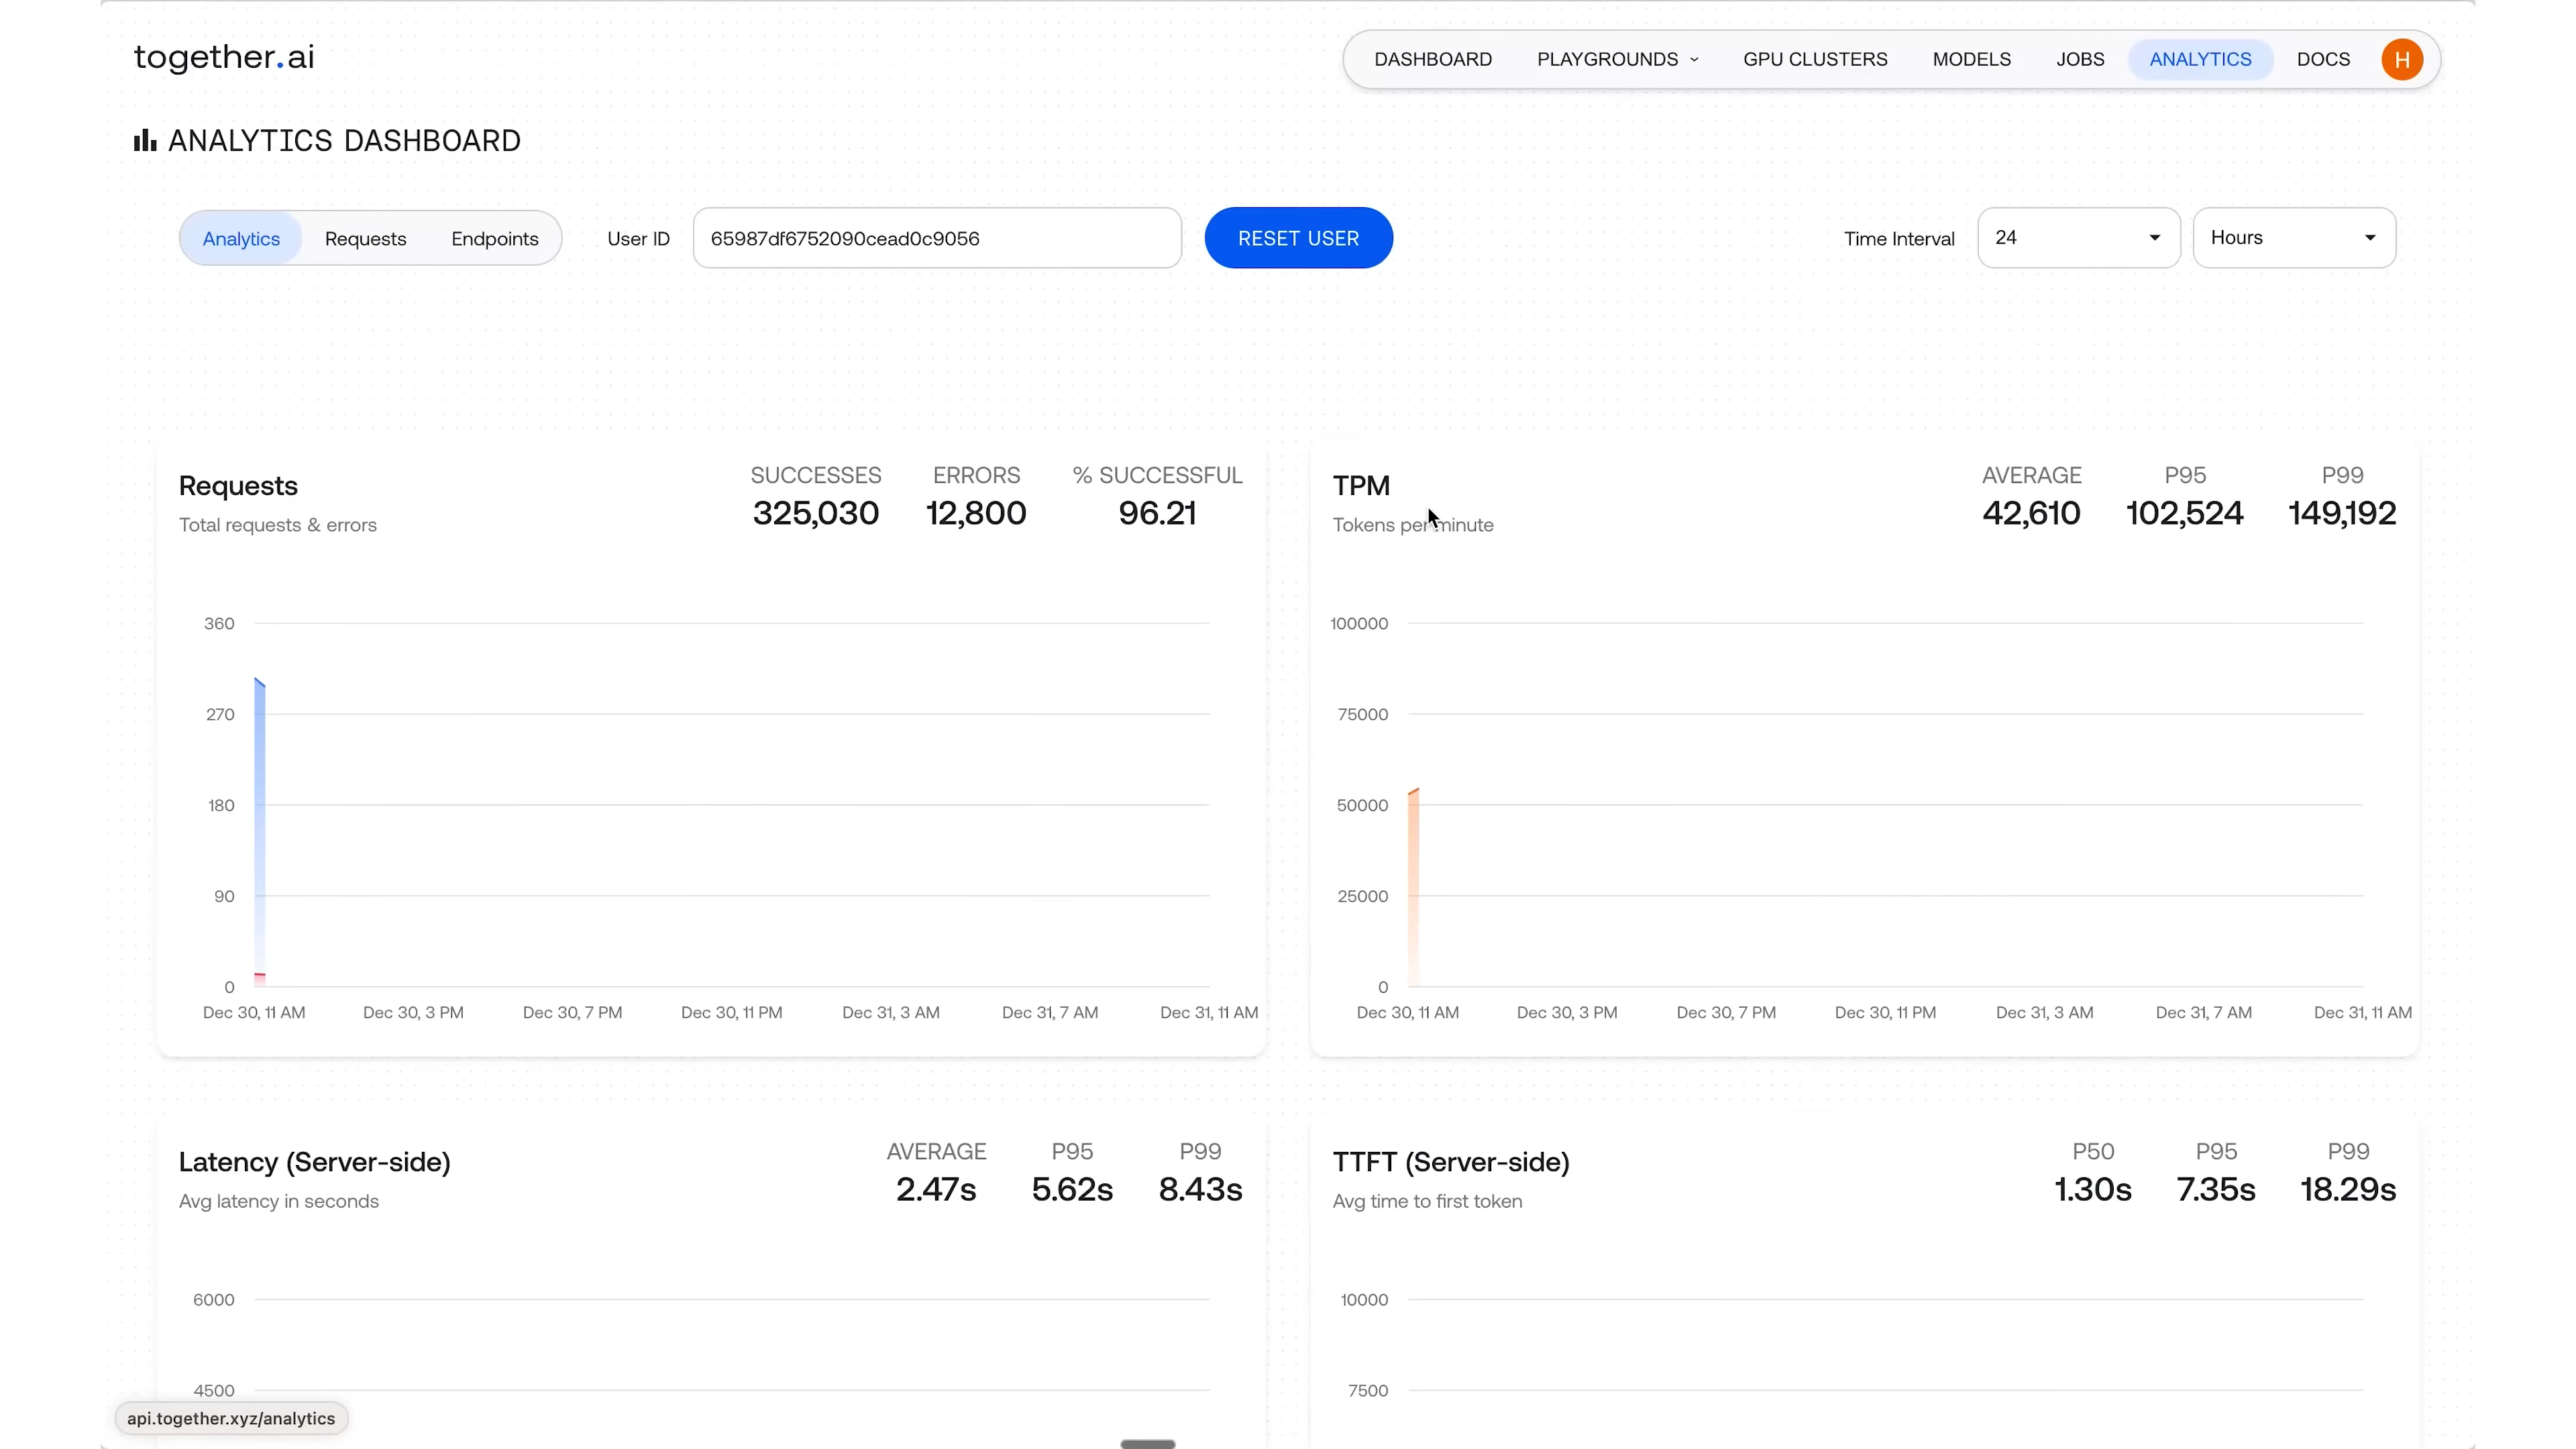 together.ai
DASHBOARD PLAYGROUNDS GPU CLUSTERS MODELS JOBS ANALYTICS DOCS H
ANALYTICS DASHBOARD
Analytics Requests Endpoints User ID 65987df6752090cead0c9056 RESET USER Time Interval 24 Hours
Requests
Total requests & errors
SUCCESSES ERRORS % SUCCESSFUL
325,030 12,800 96.21
360
270
180
90
0
Dec 30, 11 AM Dec 30, 3 PM Dec 30, 7 PM Dec 30, 11 PM Dec 31, 3 AM Dec 31, 7 AM Dec 31, 11 AM
TPM
Tokens per minute
AVERAGE P95 P99
42,610 102,524 149,192
100000
75000
50000
25000
0
Dec 30, 11 AM Dec 30, 3 PM Dec 30, 7 PM Dec 30, 11 PM Dec 31, 3 AM Dec 31, 7 AM Dec 31, 11 AM
Latency (Server-side)
Avg latency in seconds
AVERAGE P95 P99
2.47s 5.62s 8.43s
6000
4500
TTFT (Server-side)
Avg time to first token
P50 P95 P99
1.30s 7.35s 18.29s
10000
7500
api.together.xyz/analytics